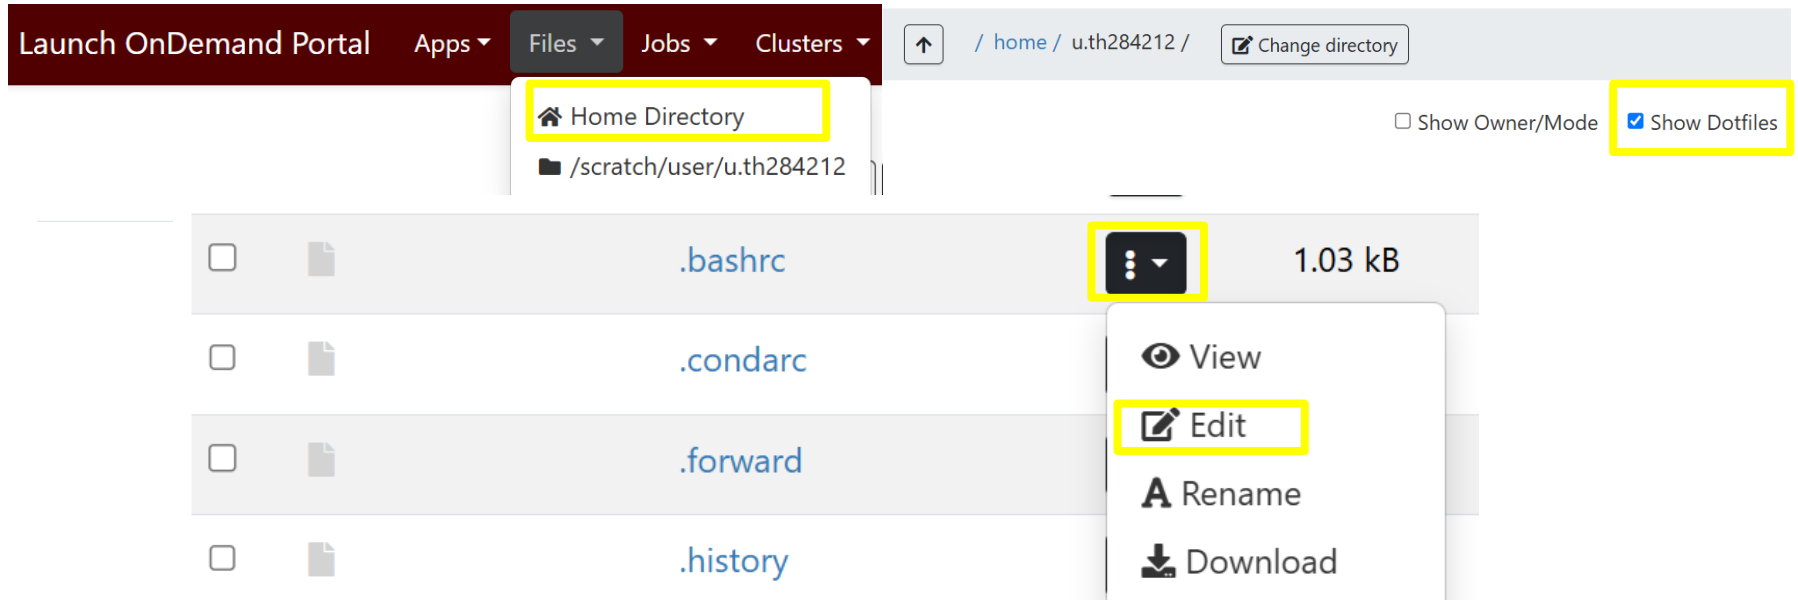 Launch OnDemand Portal Apps Files Jobs Clusters
Home Directory
/scratch/user/u.th284212
/ home / u.th284212 / Change directory
Show Owner/Mode Show Dotfiles
.bashrc 1.03 kB
.condarc
.forward
.history
View
Edit
Rename
Download